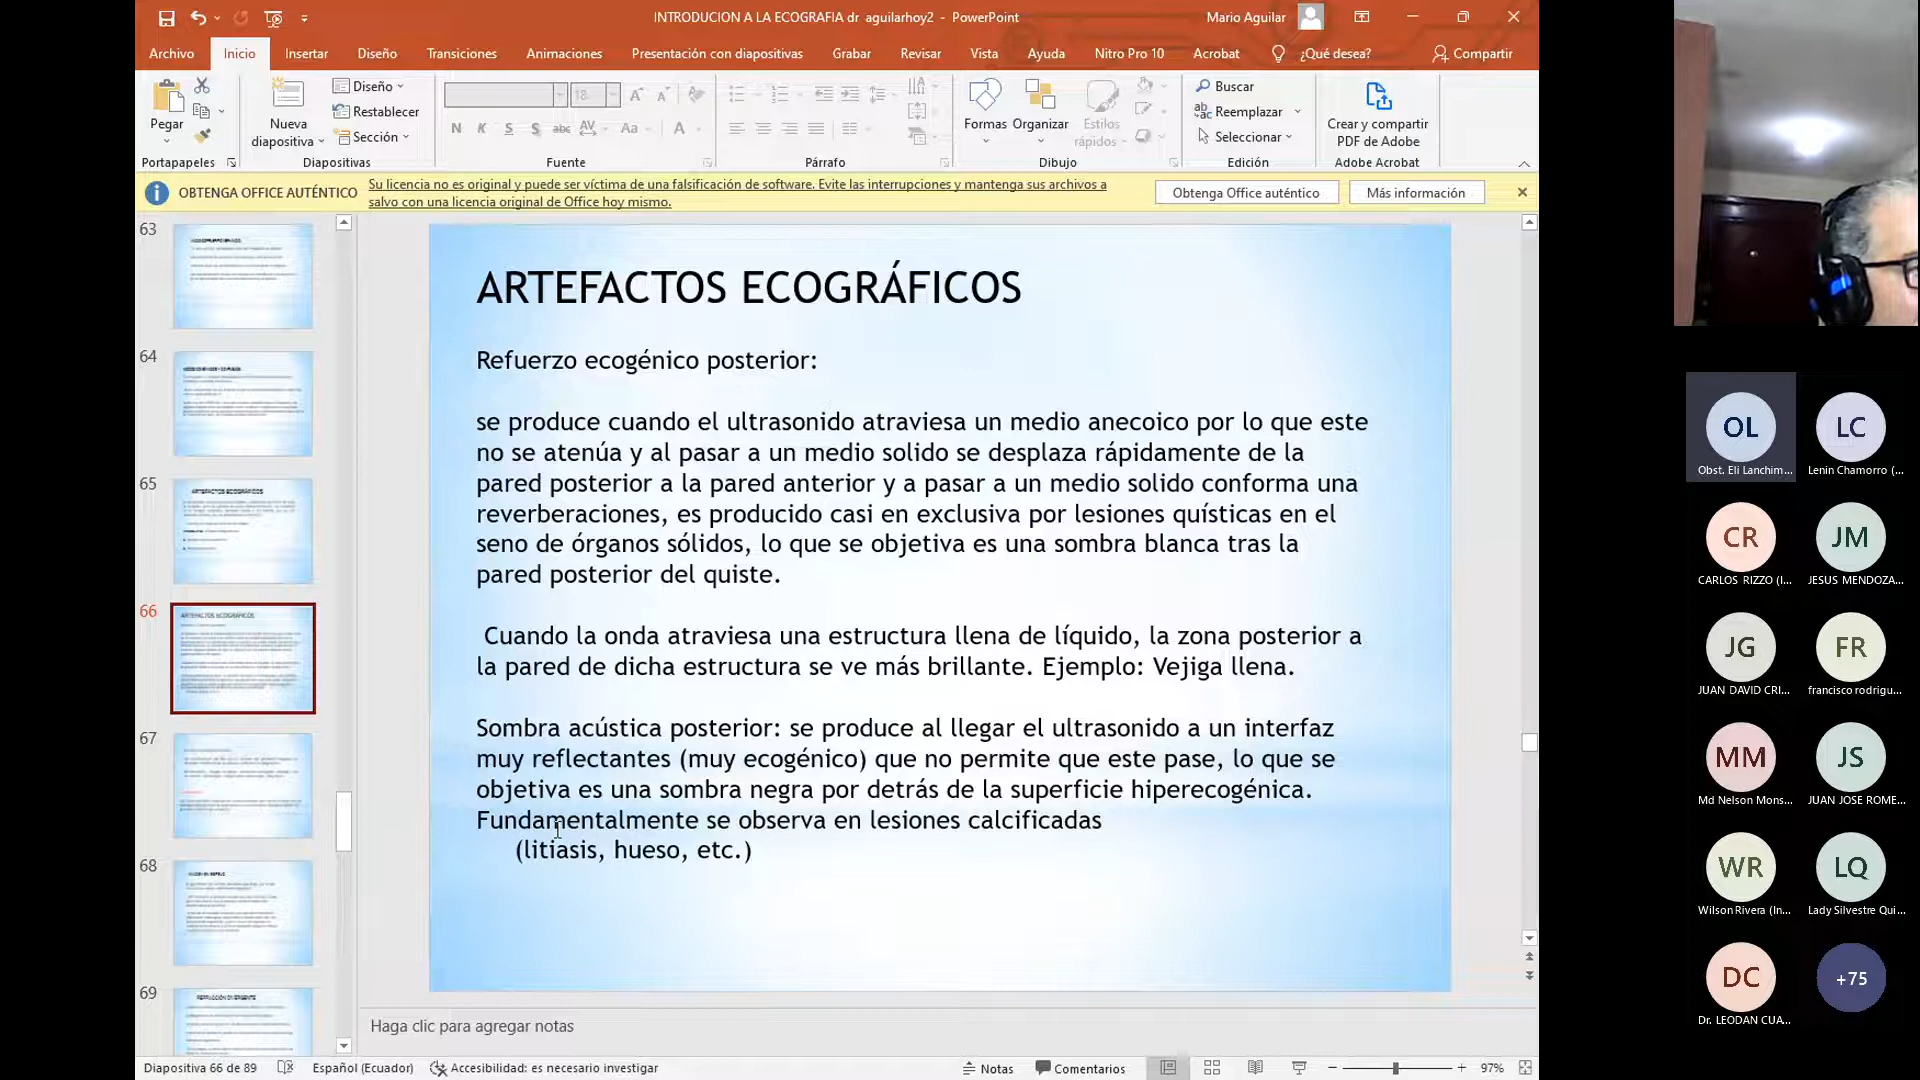 INTRODUCION A LA ECOGRAFIA dr aguilarhoy2 - PowerPoint
Mario Aguilar
Archivo
Inicio
Insertar
Diseño
Transiciones
Animaciones
Presentación con diapositivas
Grabar
Revisar
Vista
Ayuda
Nitro Pro 10
Acrobat
¿Qué desea?
Compartir
Pegar
Nueva
diapositiva
Diseño
Restablecer
Sección
18
N K S S abc AV Aa A
Formas
Organizar
Estilos
rápidos
Buscar
Reemplazar
Seleccionar
Crear y compartir
PDF de Adobe
Portapapeles
Diapositivas
Fuente
Párrafo
Dibujo
Edición
Adobe Acrobat
OBTENGA OFFICE AUTÉNTICO
Su licencia no es original y puede ser víctima de una falsificación de software. Evite las interrupciones y mantenga sus archivos a
salvo con una licencia original de Office hoy mismo.
Obtenga Office auténtico
Más información
63
64
65
ARTEFACTOS ECOGRÁFICOS
66
ARTEFACTOS ECOGRÁFICOS
67
68
69
ARTEFACTOS ECOGRÁFICOS
Refuerzo ecogénico posterior:
se produce cuando el ultrasonido atraviesa un medio anecoico por lo que este
no se atenúa y al pasar a un medio solido se desplaza rápidamente de la
pared posterior a la pared anterior y a pasar a un medio solido conforma una
reverberaciones, es producido casi en exclusiva por lesiones quísticas en el
seno de órganos sólidos, lo que se objetiva es una sombra blanca tras la
pared posterior del quiste.
Cuando la onda atraviesa una estructura llena de líquido, la zona posterior a
la pared de dicha estructura se ve más brillante. Ejemplo: Vejiga llena.
Sombra acústica posterior: se produce al llegar el ultrasonido a un interfaz
muy reflectantes (muy ecogénico) que no permite que este pase, lo que se
objetiva es una sombra negra por detrás de la superficie hiperecogénica.
Fundamentalmente se observa en lesiones calcificadas
(litiasis, hueso, etc.)
Haga clic para agregar notas
Diapositiva 66 de 89
Español (Ecuador)
Accesibilidad: es necesario investigar
Notas
Comentarios
97%
OL
Obst. Eli Lanchim...
LC
Lenin Chamorro (...
CR
CARLOS RIZZO (I...
JM
JESUS MENDOZA...
JG
JUAN DAVID CRI...
FR
francisco rodrigu...
MM
Md Nelson Mons...
JS
JUAN JOSE ROME...
WR
Wilson Rivera (In...
LQ
Lady Silvestre Qui...
DC
Dr. LEODAN CUA...
+75